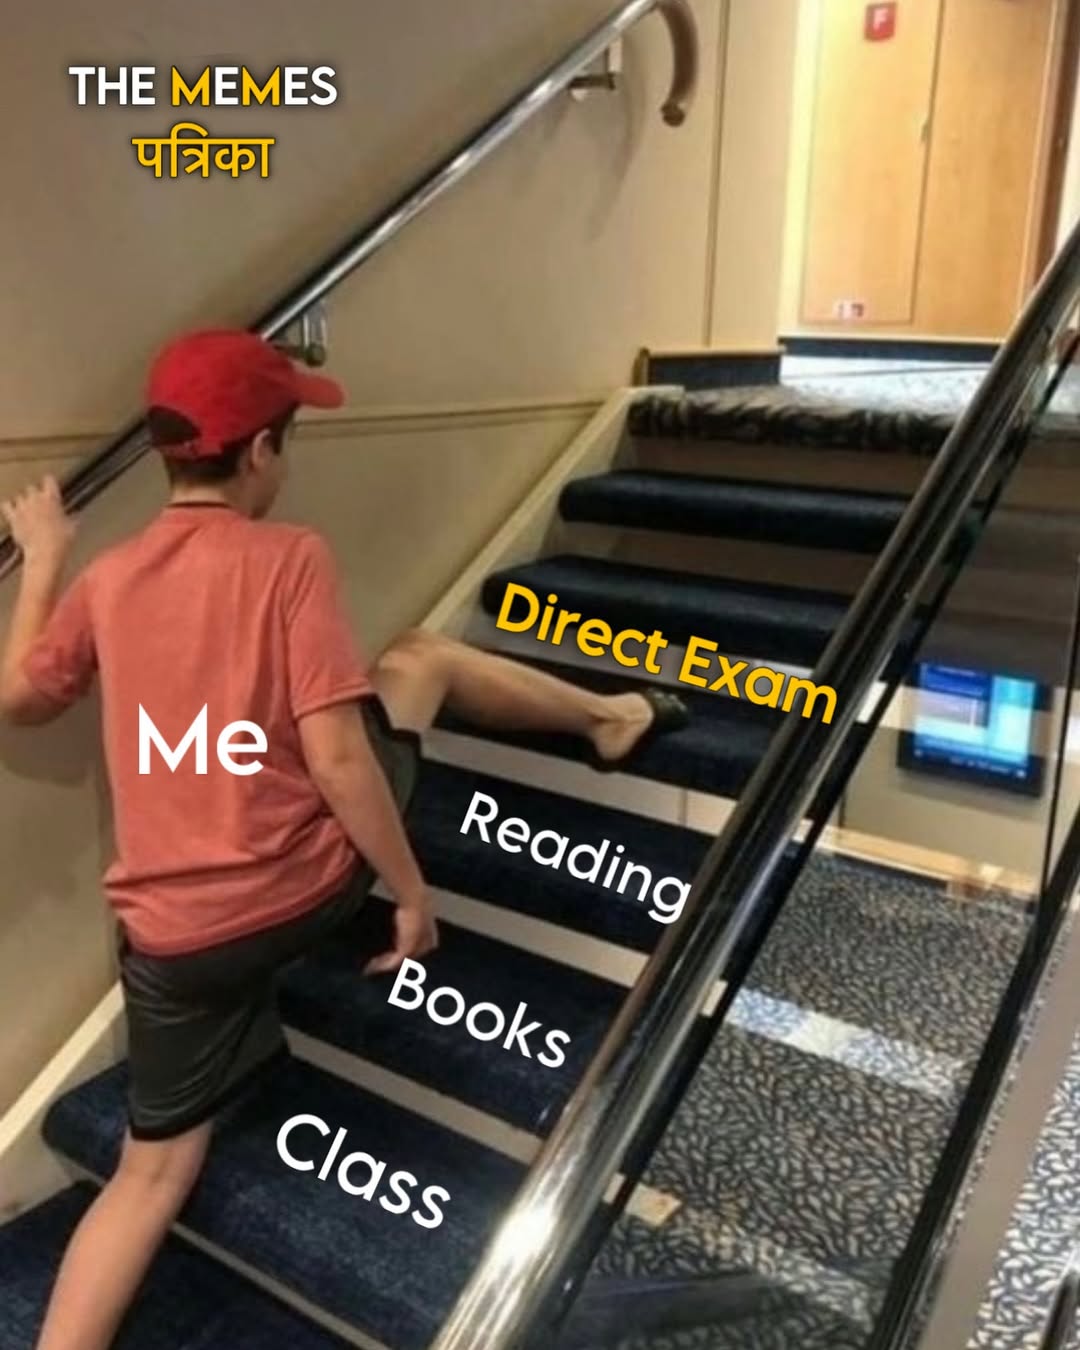 THE MEMES
पत्रिका
Me
Direct Exam
Reading
Books
Class